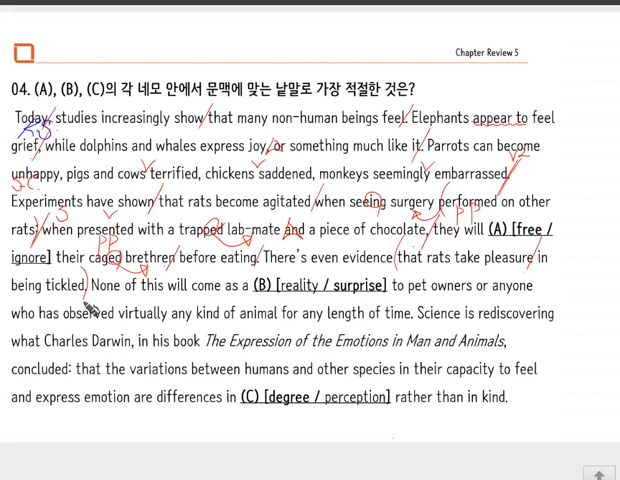 Chapter Review 5
04. (A), (B), (C)의 각 네모 안에서 문맥에 맞는 낱말로 가장 적절한 것은?
Today, studies increasingly show that many non-human beings feel. Elephants appear to feel
grief, while dolphins and whales express joy, or something much like it. Parrots can become
unhappy, pigs and cows terrified, chickens saddened, monkeys seemingly embarrassed.
Experiments have shown that rats become agitated when seeing surgery performed on other
rats; when presented with a trapped lab-mate and a piece of chocolate, they will (A) [free /
ignore] their caged brethren before eating. There's even evidence that rats take pleasure in
being tickled. None of this will come as a (B) [reality / surprise] to pet owners or anyone
who has observed virtually any kind of animal for any length of time. Science is rediscovering
what Charles Darwin, in his book The Expression of the Emotions in Man and Animals,
concluded: that the variations between humans and other species in their capacity to feel
and express emotion are differences in (C) [degree / perception] rather than in kind.
V2
S.C.
S
V
PP
PP